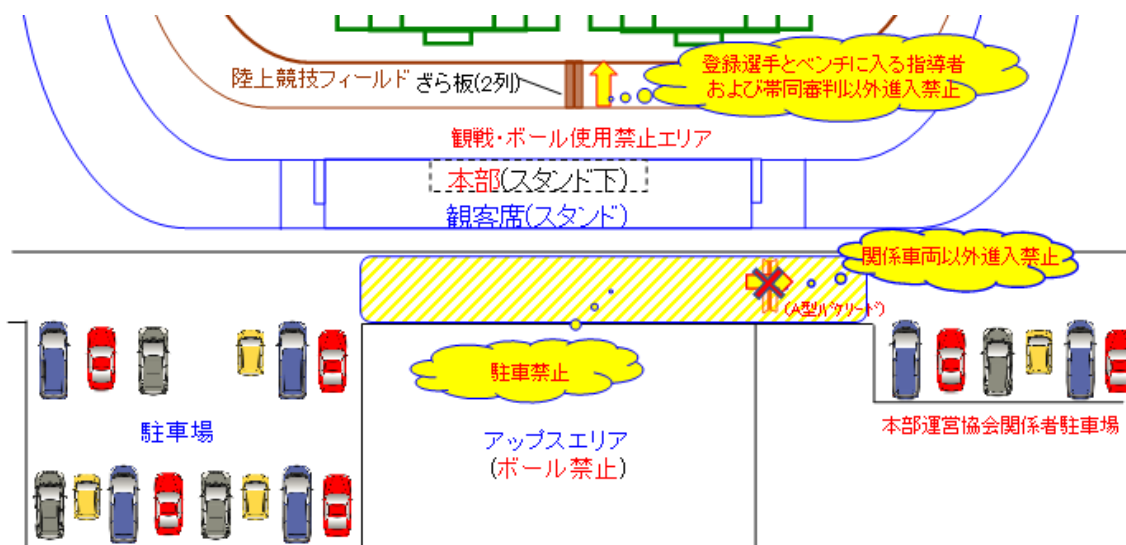 登録選手とベンチに入る指導者
および帯同審判以外進入禁止
陸上競技フィールド
ざら板(2列)
観戦・ボール使用禁止エリア
本部(スタンド下)
観客席(スタンド)
関係車両以外進入禁止
(A型バケリード)
駐車禁止
駐車場
アップスエリア
(ボール禁止)
本部運営協会関係者駐車場